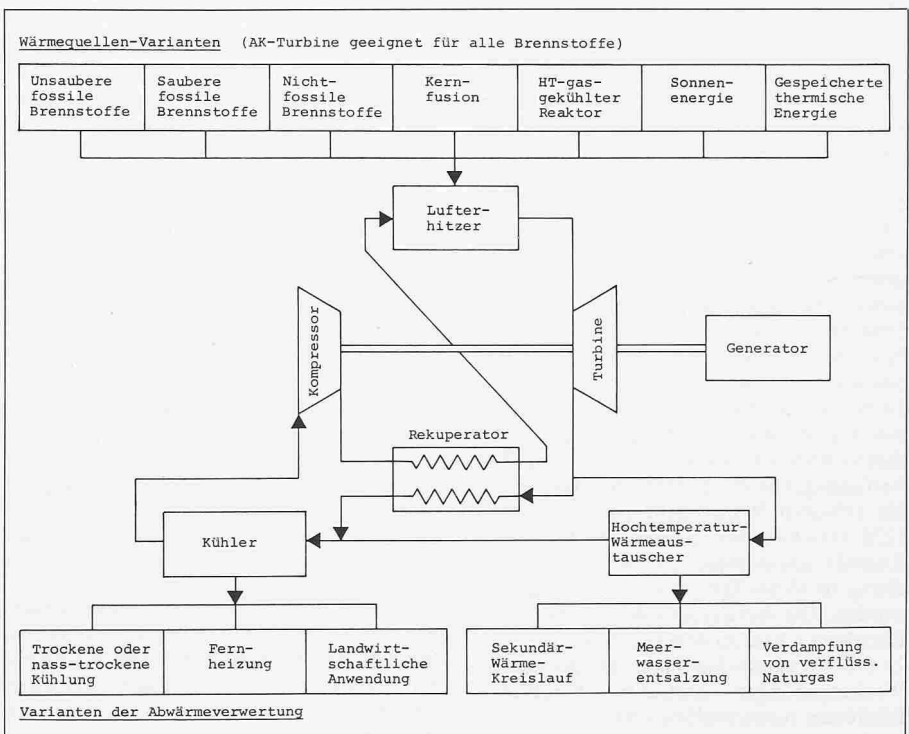 Wärmequellen-Varianten (AK-Turbine geeignet für alle Brennstoffe)
Unsaubere
fossile
Brennstoffe
Saubere
fossile
Brennstoffe
Nicht-
fossile
Brennstoffe
Kern-
fusion
HT-gas-
gekühlter
Reaktor
Sonnen-
energie
Gespeicherte
thermische
Energie
Lufter-
hitzer
Kompressor
Turbine
Generator
Rekuperator
Kühler
Hochtemperatur-
Wärmeaus-
tauscher
Trockene oder
nass-trockene
Kühlung
Fern-
heizung
Landwirt-
schaftliche
Anwendung
Sekundär-
Wärme-
Kreislauf
Meer-
wasser-
entsalzung
Verdampfung
von verflüss.
Naturgas
Varianten der Abwärmeverwertung